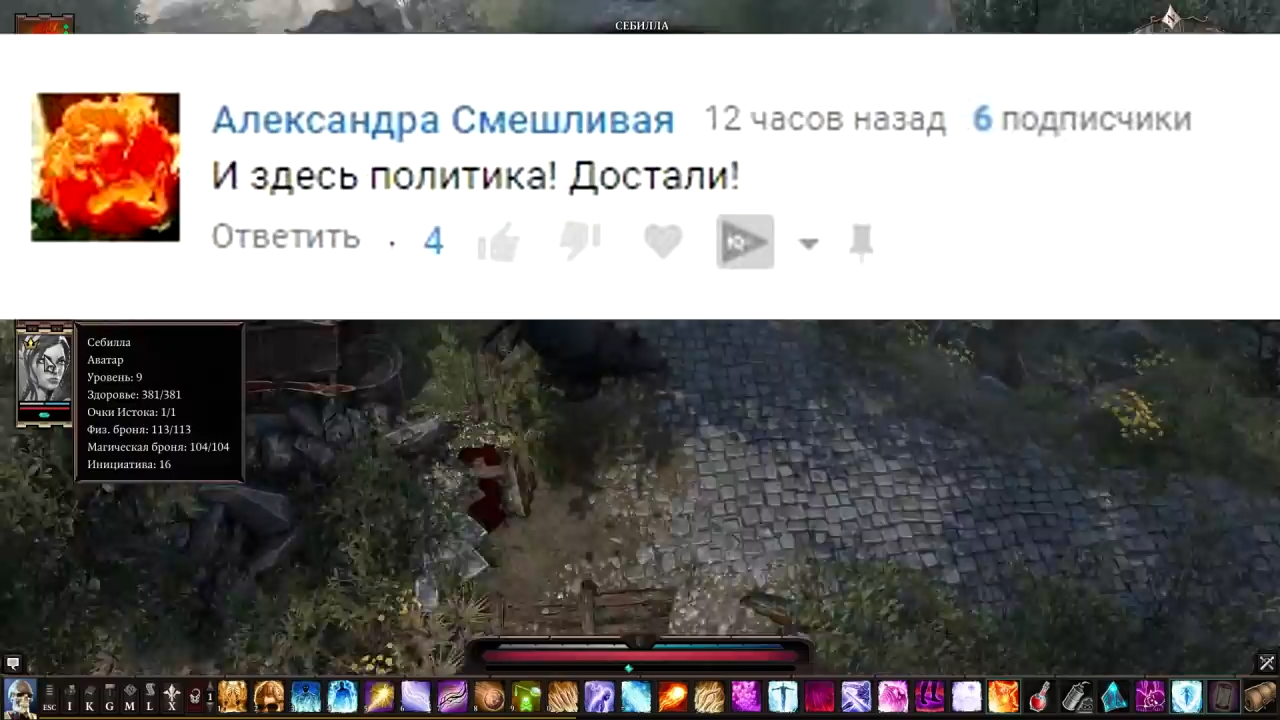 СЕБИЛЛА
Александра Смешливая 12 часов назад 6 подписчики
И здесь политика! Достали!
Ответить · 4
Себилла
Аватар
Уровень: 9
Здоровье: 381/381
Очки Истока: 1/1
Физ. броня: 113/113
Магическая броня: 104/104
Инициатива: 16
ESC I K G M L X 1